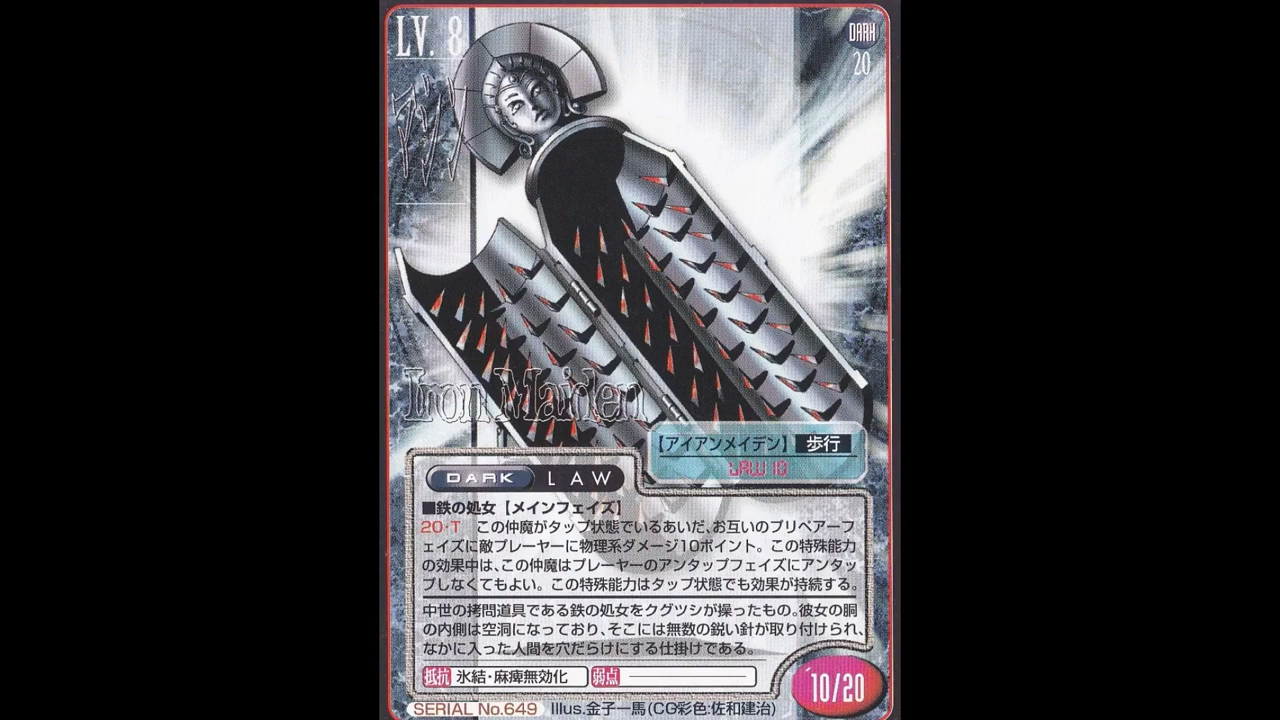 LV. 8
DARK
20
マシン
Iron Maiden
【アイアンメイデン】 歩行
DARK LAW
■鉄の処女【メインフェイズ】
20・T この仲魔がタップ状態でいるあいだ、お互いのプリペアーフ
ェイズに敵プレーヤーに物理系ダメージ10ポイント。この特殊能力
の効果中は、この仲魔はプレーヤーのアンタップフェイズにアンタッ
プしなくてもよい。この特殊能力はタップ状態でも効果が持続する。
中世の拷問道具である鉄の処女をクグツシが操ったもの。彼女の胴
の内側は空洞になっており、そこには無数の鋭い針が取り付けられ、
なかに入った人間を穴だらけにする仕掛けである。
抵抗 氷結・麻痺無効化 弱点
10/20
SERIAL No.649 Illus.金子一馬(CG彩色:佐和建治)